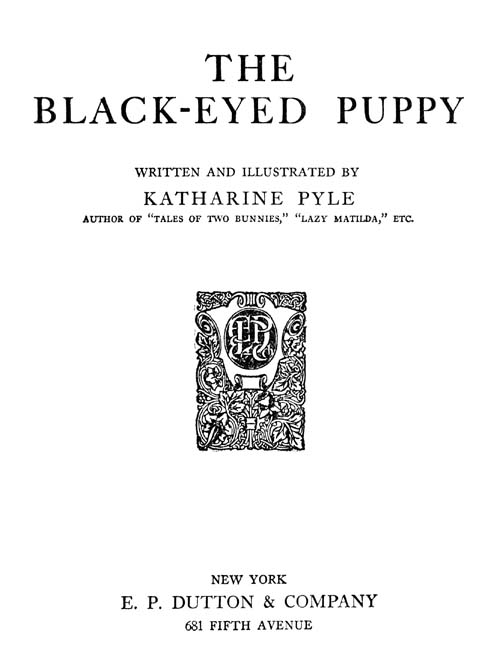 THE
BLACK-EYED PUPPY
WRITTEN AND ILLUSTRATED BY
KATHARINE PYLE
AUTHOR OF "TALES OF TWO BUNNIES," "LAZY MATILDA," ETC.
NEW YORK
E. P. DUTTON & COMPANY
681 FIFTH AVENUE